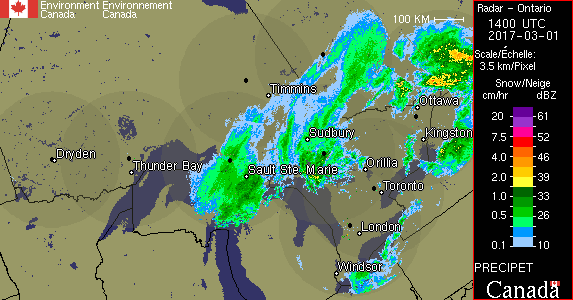 Environment Environnement
Canada Canada
100 KM
Radar - Ontario
1400 UTC
2017-03-01
Scale/Échelle:
3.5 km/Pixel
Snow/Neige
cm/hr dBZ
20 61
7.5 52
4.0 46
2.0 39
1.0 33
0.5 26
0.1 10
PRECIPET
Canada
Timmins
Ottawa
Sudbury
Kingston
Dryden
Thunder Bay
Sault Ste. Marie
Orillia
Toronto
London
Windsor